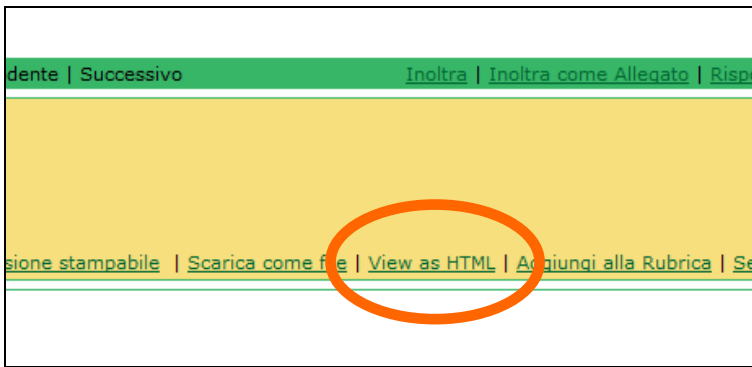 dente | Successivo Inoltra | Inoltra come Allegato | Risp
sione stampabile | Scarica come file | View as HTML | Aggiungi alla Rubrica | Se